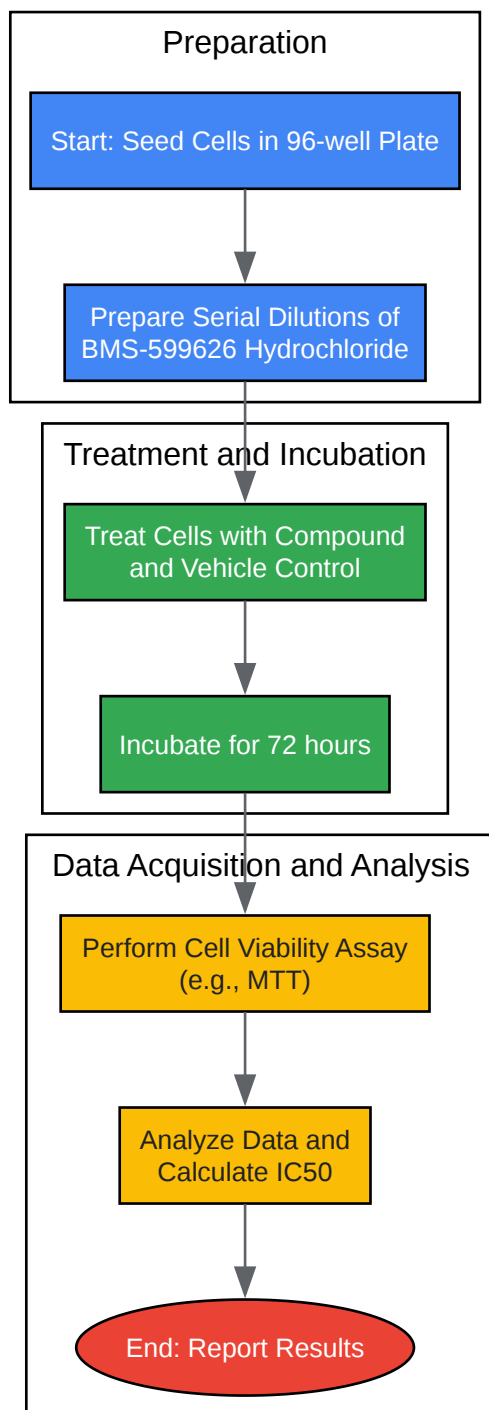 Preparation
Start: Seed Cells in 96-well Plate
Prepare Serial Dilutions of
BMS-599626 Hydrochloride
Treatment and Incubation
Treat Cells with Compound
and Vehicle Control
Incubate for 72 hours
Data Acquisition and Analysis
Perform Cell Viability Assay
(e.g., MTT)
Analyze Data and
Calculate IC50
End: Report Results